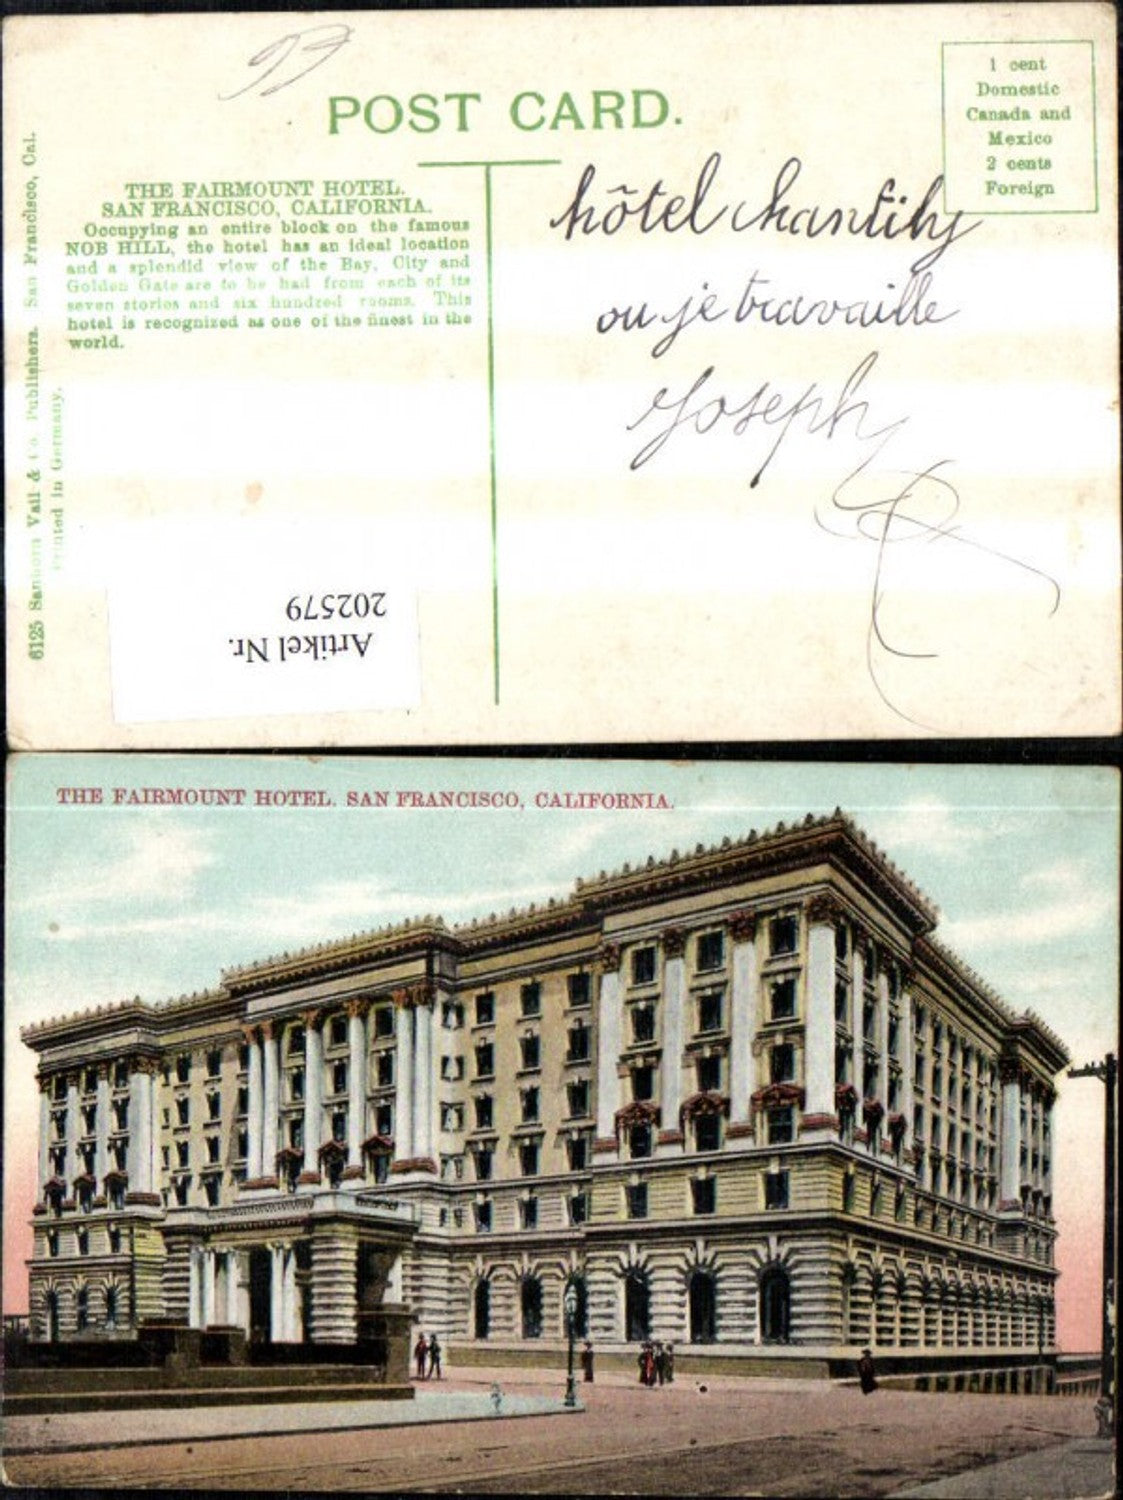 POST CARD.
1 cent
Domestic
Canada and
Mexico
2 cents
Foreign
THE FAIRMOUNT HOTEL.
SAN FRANCISCO, CALIFORNIA.
Occupying an entire block on the famous
NOB HILL, the hotel has an ideal location
and a splendid view of the Bay, City and
Golden Gate are to be had from each of its
seven stories and six hundred rooms. This
hotel is recognized as one of the finest in the
world.
6125 Sanborn Vail & Co. Publishers. San Francisco, Cal.
Printed in Germany.
hôtel
ou je travaille
Joseph
Artikel Nr.
202579
THE FAIRMOUNT HOTEL. SAN FRANCISCO, CALIFORNIA.